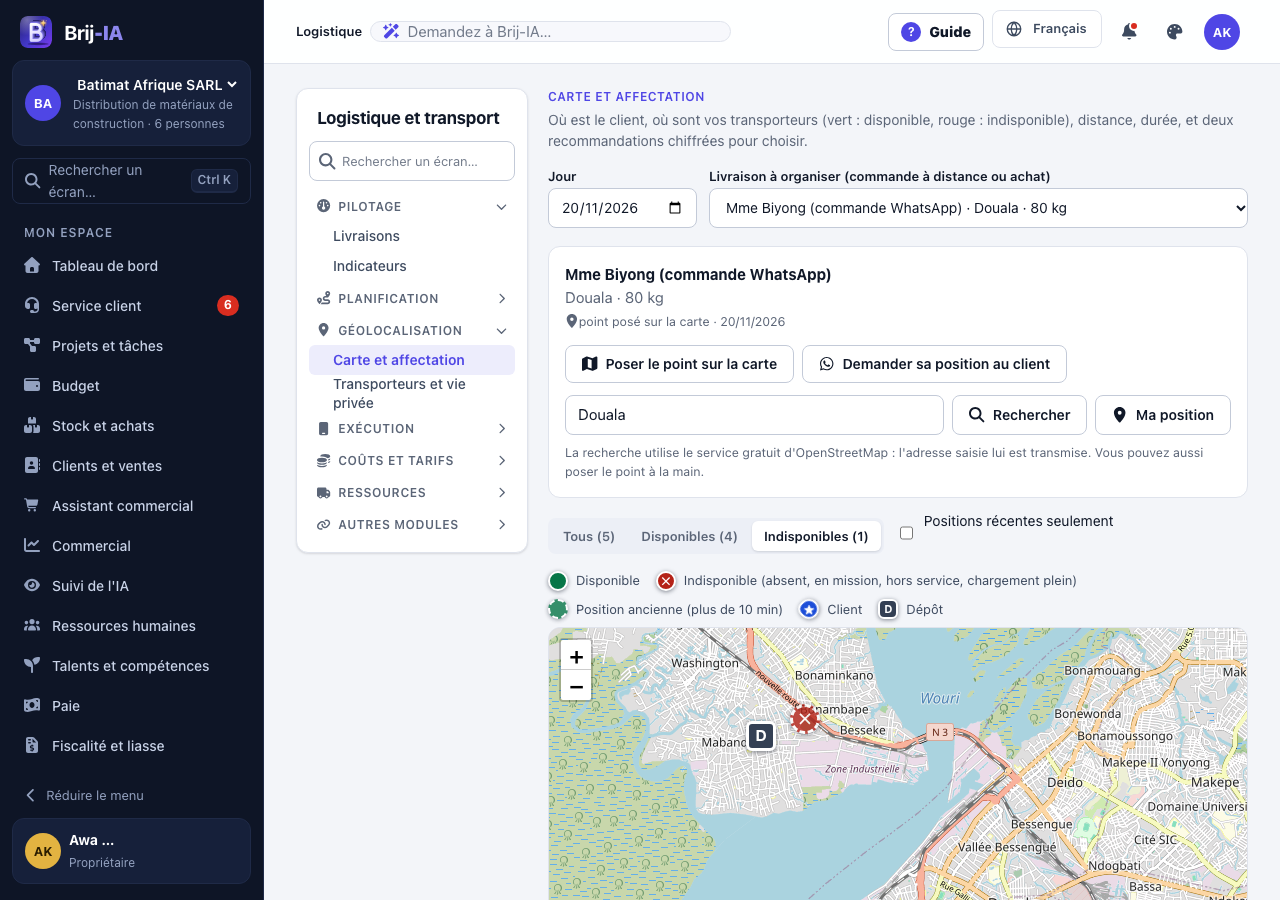 Brij-IA
BA
Batimat Afrique SARL
Distribution de matériaux de
construction · 6 personnes
Rechercher un
écran...
Ctrl K
MON ESPACE
Tableau de bord
Service client
6
Projets et tâches
Budget
Stock et achats
Clients et ventes
Assistant commercial
Commercial
Suivi de l'IA
Ressources humaines
Talents et compétences
Paie
Fiscalité et liasse
Réduire le menu
AK
Awa ...
Propriétaire
Logistique
Demandez à Brij-IA...
? Guide
Français
AK
Logistique et transport
Rechercher un écran...
PILOTAGE
Livraisons
Indicateurs
PLANIFICATION
GÉOLOCALISATION
Carte et affectation
Transporteurs et vie
privée
EXÉCUTION
COÛTS ET TARIFS
RESSOURCES
AUTRES MODULES
CARTE ET AFFECTATION
Où est le client, où sont vos transporteurs (vert : disponible, rouge : indisponible), distance, durée, et deux
recommandations chiffrées pour choisir.
Jour
20/11/2026
Livraison à organiser (commande à distance ou achat)
Mme Biyong (commande WhatsApp) · Douala · 80 kg
Mme Biyong (commande WhatsApp)
Douala · 80 kg
point posé sur la carte · 20/11/2026
Poser le point sur la carte
Demander sa position au client
Douala
Rechercher
Ma position
La recherche utilise le service gratuit d'OpenStreetMap : l'adresse saisie lui est transmise. Vous pouvez aussi
poser le point à la main.
Tous (5)
Disponibles (4)
Indisponibles (1)
Positions récentes seulement
Disponible
Indisponible (absent, en mission, hors service, chargement plein)
Position ancienne (plus de 10 min)
Client
D
Dépôt
+
−
Washington
Bonaminkano
nouvelle route
nambape
Besseke
D
Maband
Zone Industrielle
Wouri
N 3
Rue 5.0
Bonamouang
Mak
Bonewonda
Bonamoussongo
Makepe II Yonyong
Deido
Makepe
Domaine Universi
Bessengue
Cité SIC
Vallée Bessengué
Ndogbati
Bassa
Rue Gall